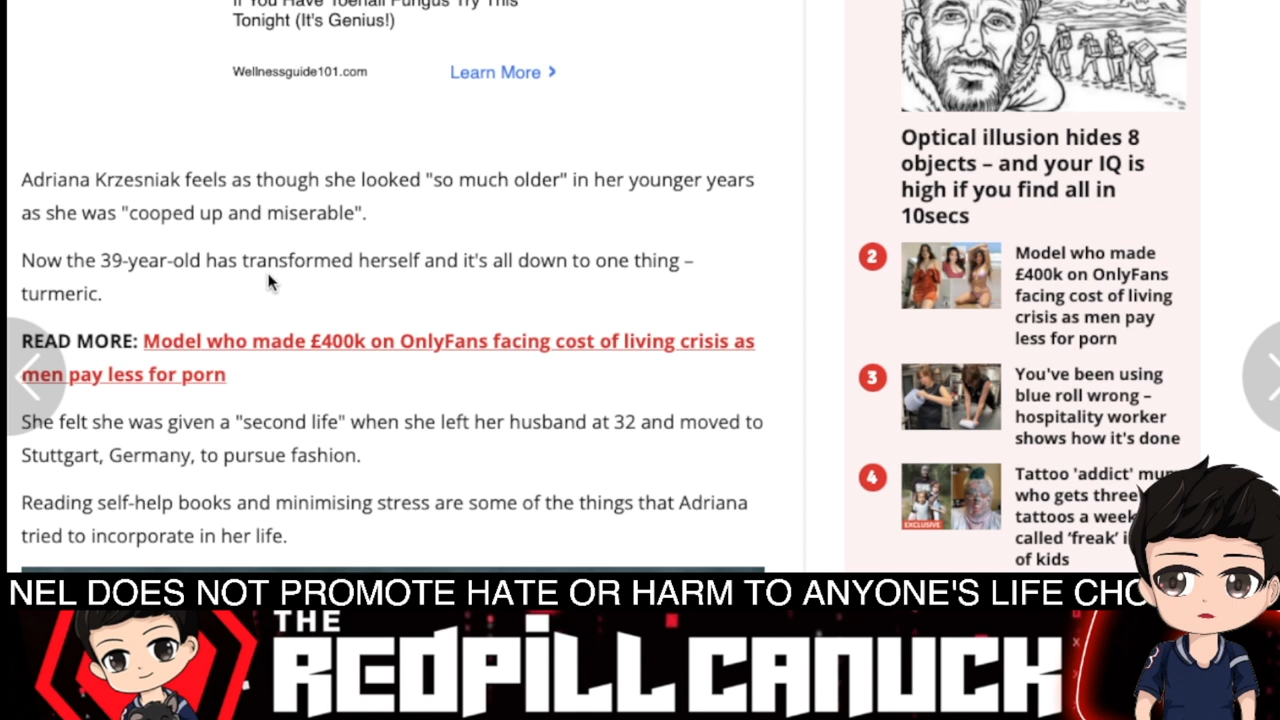 If You Have Toenail Fungus Try This
Tonight (It's Genius!)
Wellnessguide101.com
Learn More
Adriana Krzesniak feels as though she looked "so much older" in her younger years
as she was "cooped up and miserable".
Now the 39-year-old has transformed herself and it's all down to one thing –
turmeric.
READ MORE: Model who made £400k on OnlyFans facing cost of living crisis as
men pay less for porn
She felt she was given a "second life" when she left her husband at 32 and moved to
Stuttgart, Germany, to pursue fashion.
Reading self-help books and minimising stress are some of the things that Adriana
tried to incorporate in her life.
Optical illusion hides 8
objects – and your IQ is
high if you find all in
10secs
2
Model who made
£400k on OnlyFans
facing cost of living
crisis as men pay
less for porn
3
You've been using
blue roll wrong –
hospitality worker
shows how it's done
4
EXCLUSIVE
Tattoo 'addict' mum
who gets three
tattoos a week
called ‘freak’
of kids
NEL DOES NOT PROMOTE HATE OR HARM TO ANYONE'S LIFE CHO
THE
REDPILL CANUCK